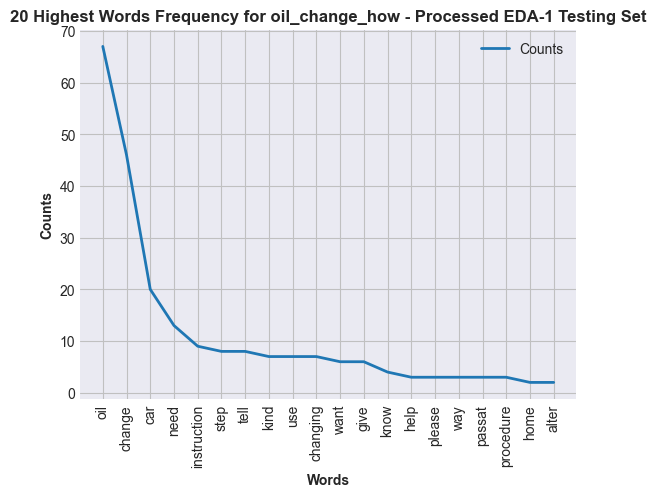 20 Highest Words Frequency for oil_change_how - Processed EDA-1 Testing Set
Counts
70
60
50
40
30
20
10
0
Counts
oil
change
car
need
instruction
step
tell
kind
use
changing
want
give
know
help
please
way
passat
procedure
home
alter
Words